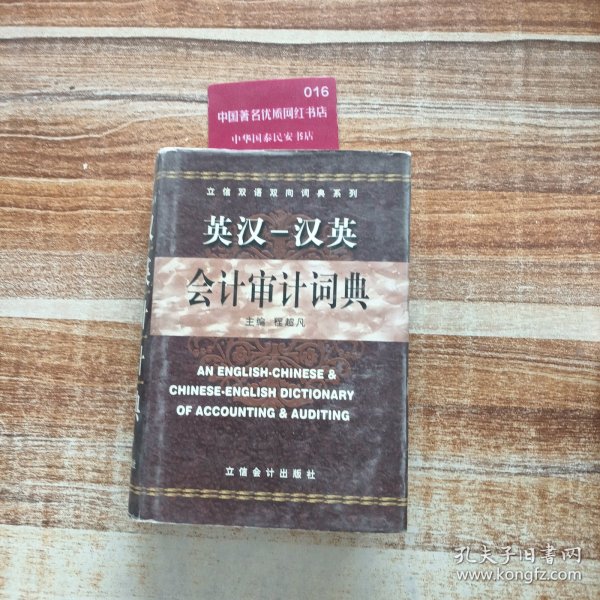 016
中国著名优质网红书店
中华国泰民安书店
立信双语双向词典系列
英汉－汉英
会计审计词典
主编 程超凡
AN ENGLISH-CHINESE &
CHINESE-ENGLISH DICTIONARY
OF ACCOUNTING & AUDITING
立信会计出版社
孔夫子旧书网
www.kongfz.com